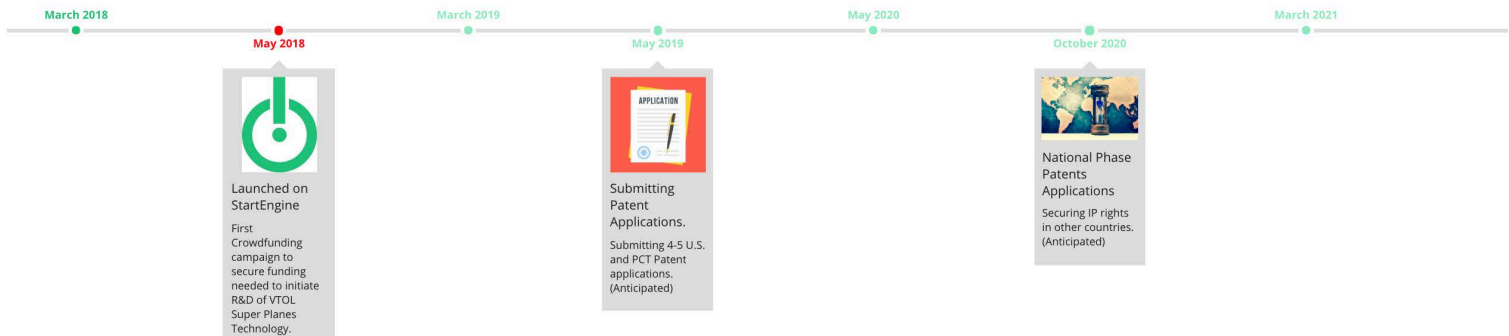 March 2018
March 2019
May 2020
March 2021
May 2018
May 2019
October 2020
Launched on
StartEngine
First
Crowdfunding
campaign to
secure funding
needed to initiate
R&D of VTOL
Super Planes
Technology.
APPLICATION
Submitting
Patent
Applications.
Submitting 4-5 U.S.
and PCT Patent
applications.
(Anticipated)
National Phase
Patents
Applications
Securing IP rights
in other countries.
(Anticipated)